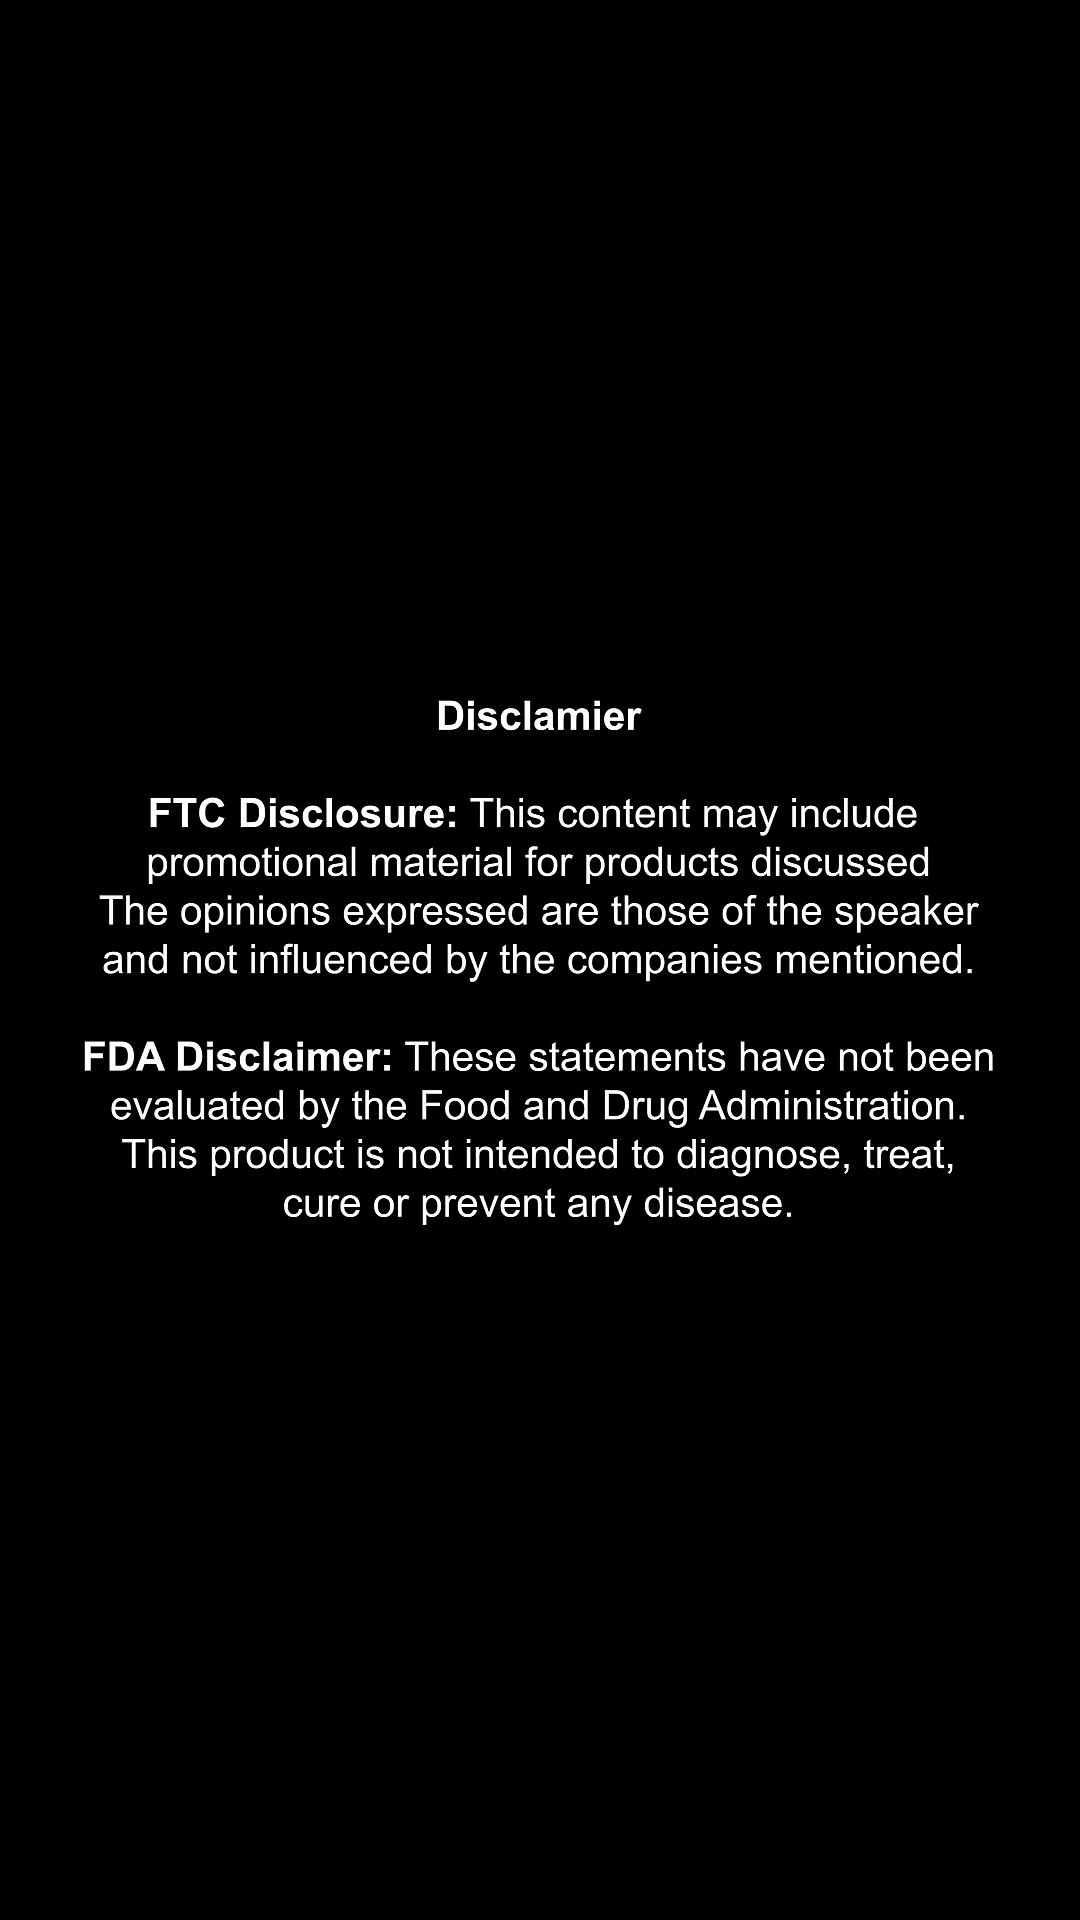 Disclamier
FTC Disclosure: This content may include
promotional material for products discussed
The opinions expressed are those of the speaker
and not influenced by the companies mentioned.
FDA Disclaimer: These statements have not been
evaluated by the Food and Drug Administration.
This product is not intended to diagnose, treat,
cure or prevent any disease.